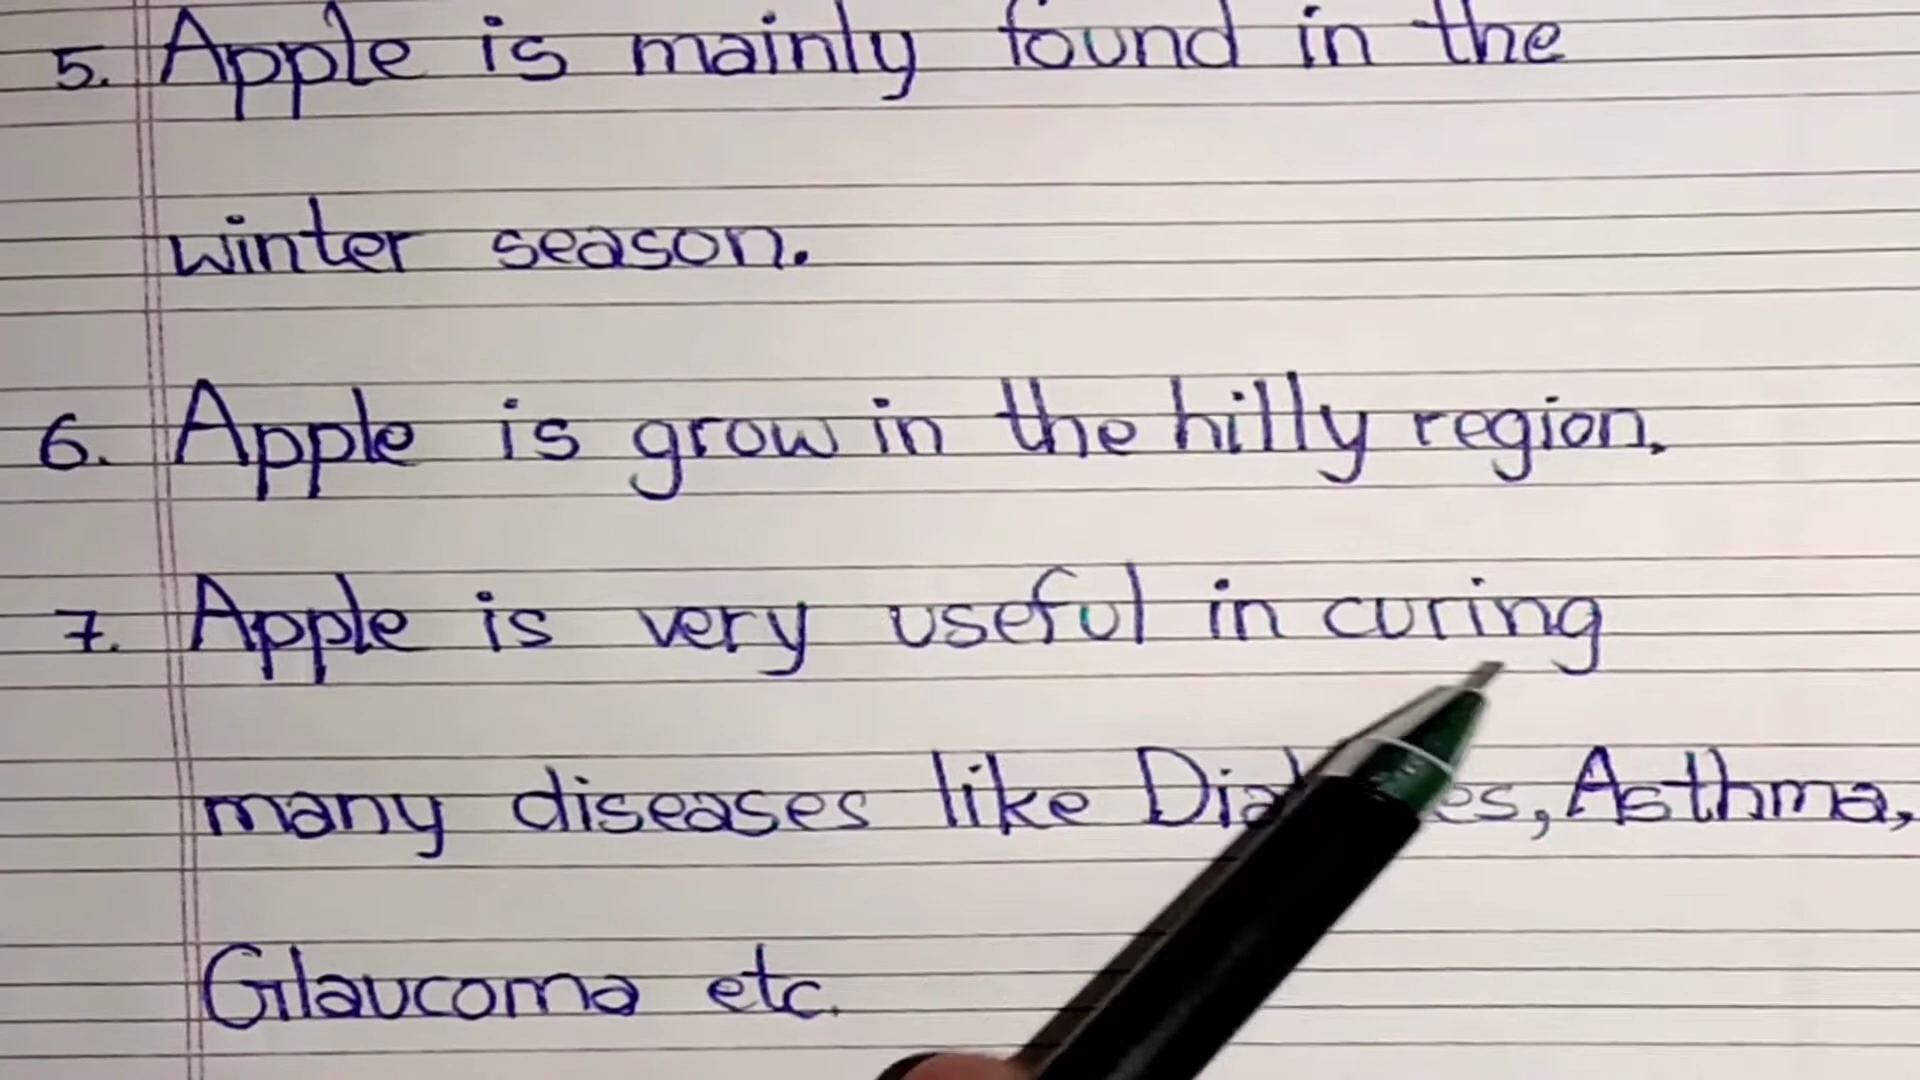 5. Apple is mainly found in the
winter season.
6. Apple is grow in the hilly region.
7. Apple is very useful in curing
many diseases like Asthma,
Glaucoma etc.